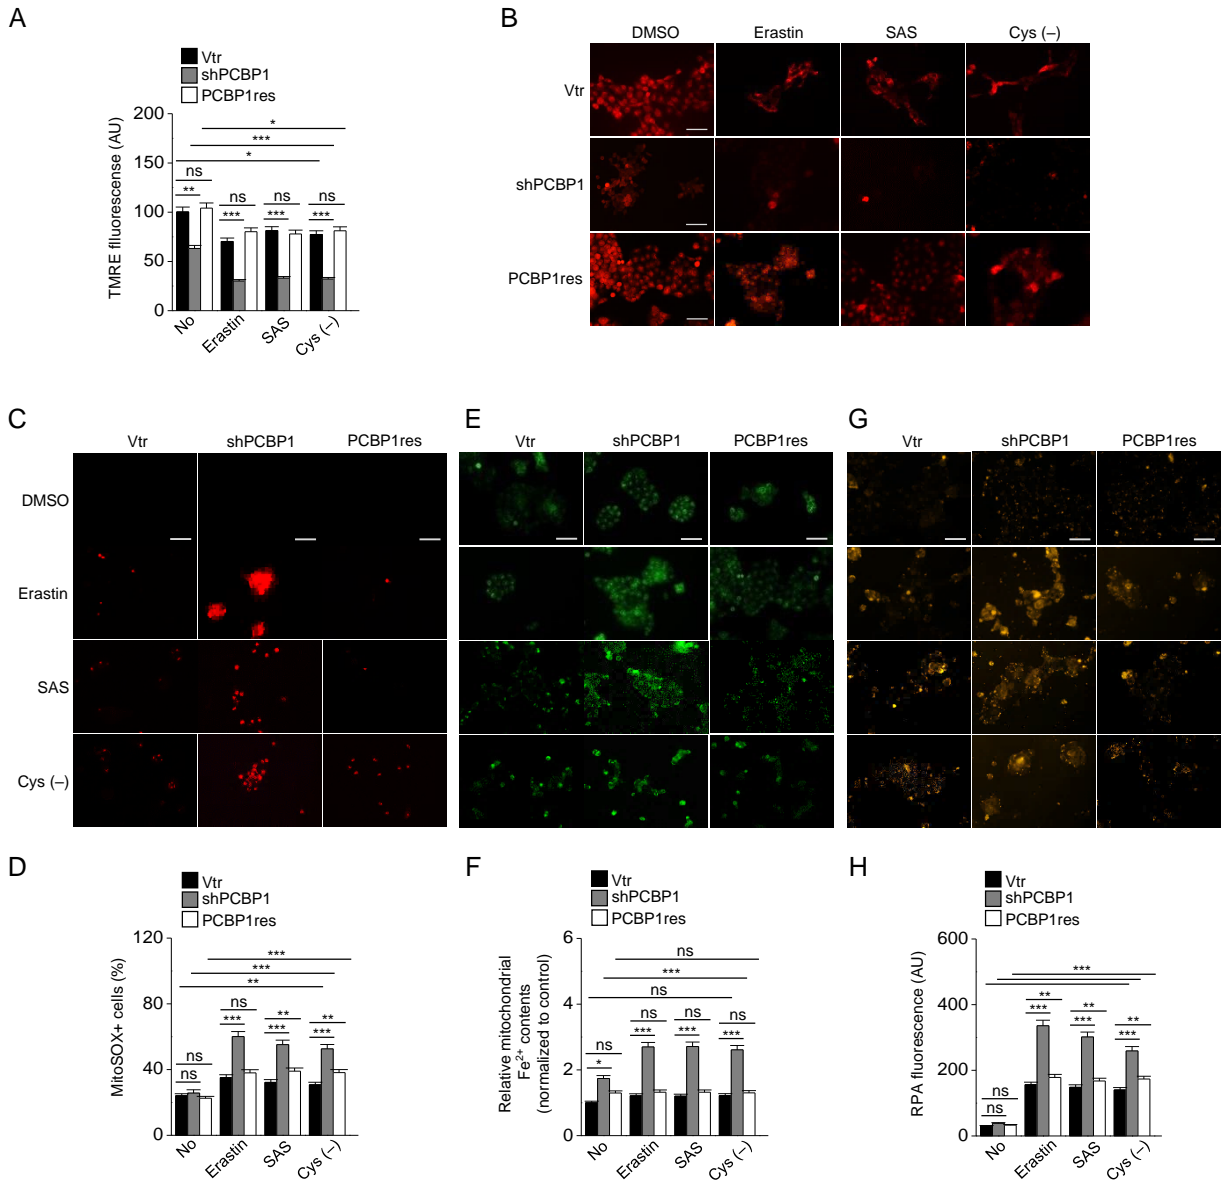 A
Vtr
shPCBP1
PCBP1res
TMRE fluorescense (AU)
200
150
100
50
0
*
***
*
ns
**
ns
***
ns
***
ns
***
No
Erastin
SAS
Cys (–)
B
DMSO
Erastin
SAS
Cys (–)
Vtr
shPCBP1
PCBP1res
C
Vtr
shPCBP1
PCBP1res
DMSO
Erastin
SAS
Cys (–)
E
Vtr
shPCBP1
PCBP1res
G
Vtr
shPCBP1
PCBP1res
D
Vtr
shPCBP1
PCBP1res
MitoSOX+ cells (%)
120
80
40
0
***
***
**
ns
ns
ns
***
**
***
**
***
No
Erastin
SAS
Cys (–)
F
Vtr
shPCBP1
PCBP1res
Relative mitochondrial
Fe2+ contents
(normalized to control)
6
4
2
0
ns
***
ns
ns
*
ns
***
ns
***
ns
***
No
Erastin
SAS
Cys (–)
H
Vtr
shPCBP1
PCBP1res
RPA fluorescence (AU)
600
400
200
0
***
ns
ns
**
***
**
***
**
***
No
Erastin
SAS
Cys (–)